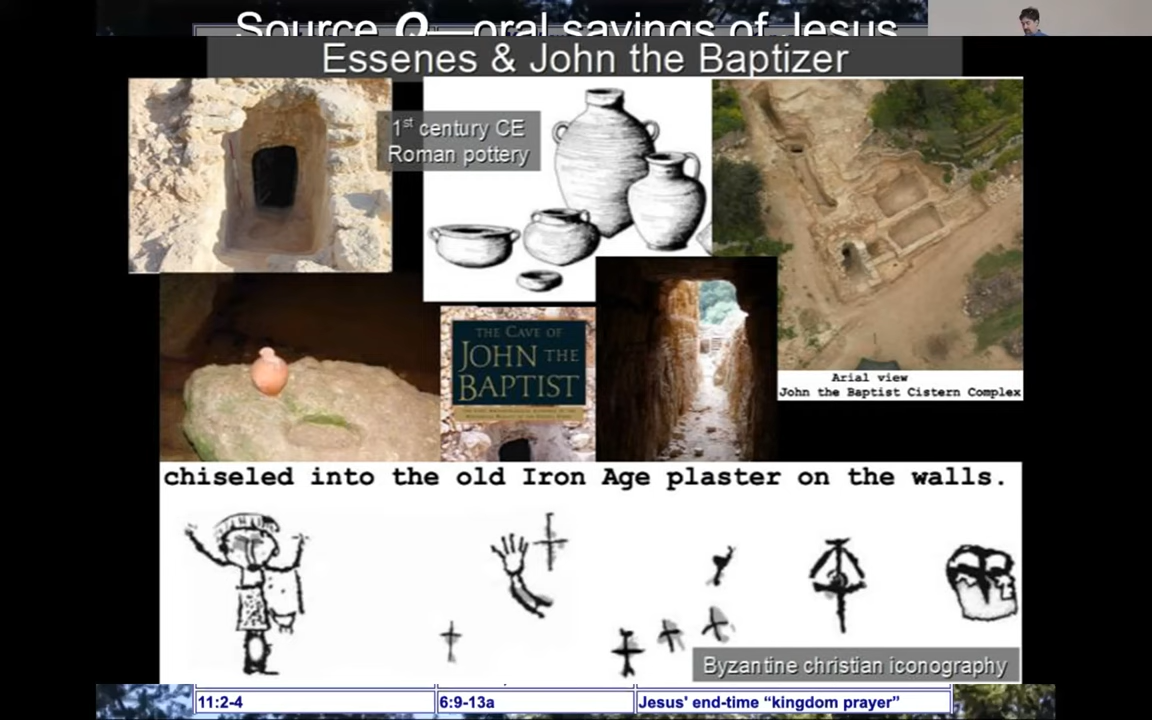 Source Q—oral sayings of Jesus
Essenes & John the Baptizer
1st century CE
Roman pottery
THE CAVE OF
JOHN THE
BAPTIST
Arial view
John the Baptist Cistern Complex
chiseled into the old Iron Age plaster on the walls.
Byzantine christian iconography
11:2-4 6:9-13a Jesus' end-time “kingdom prayer”